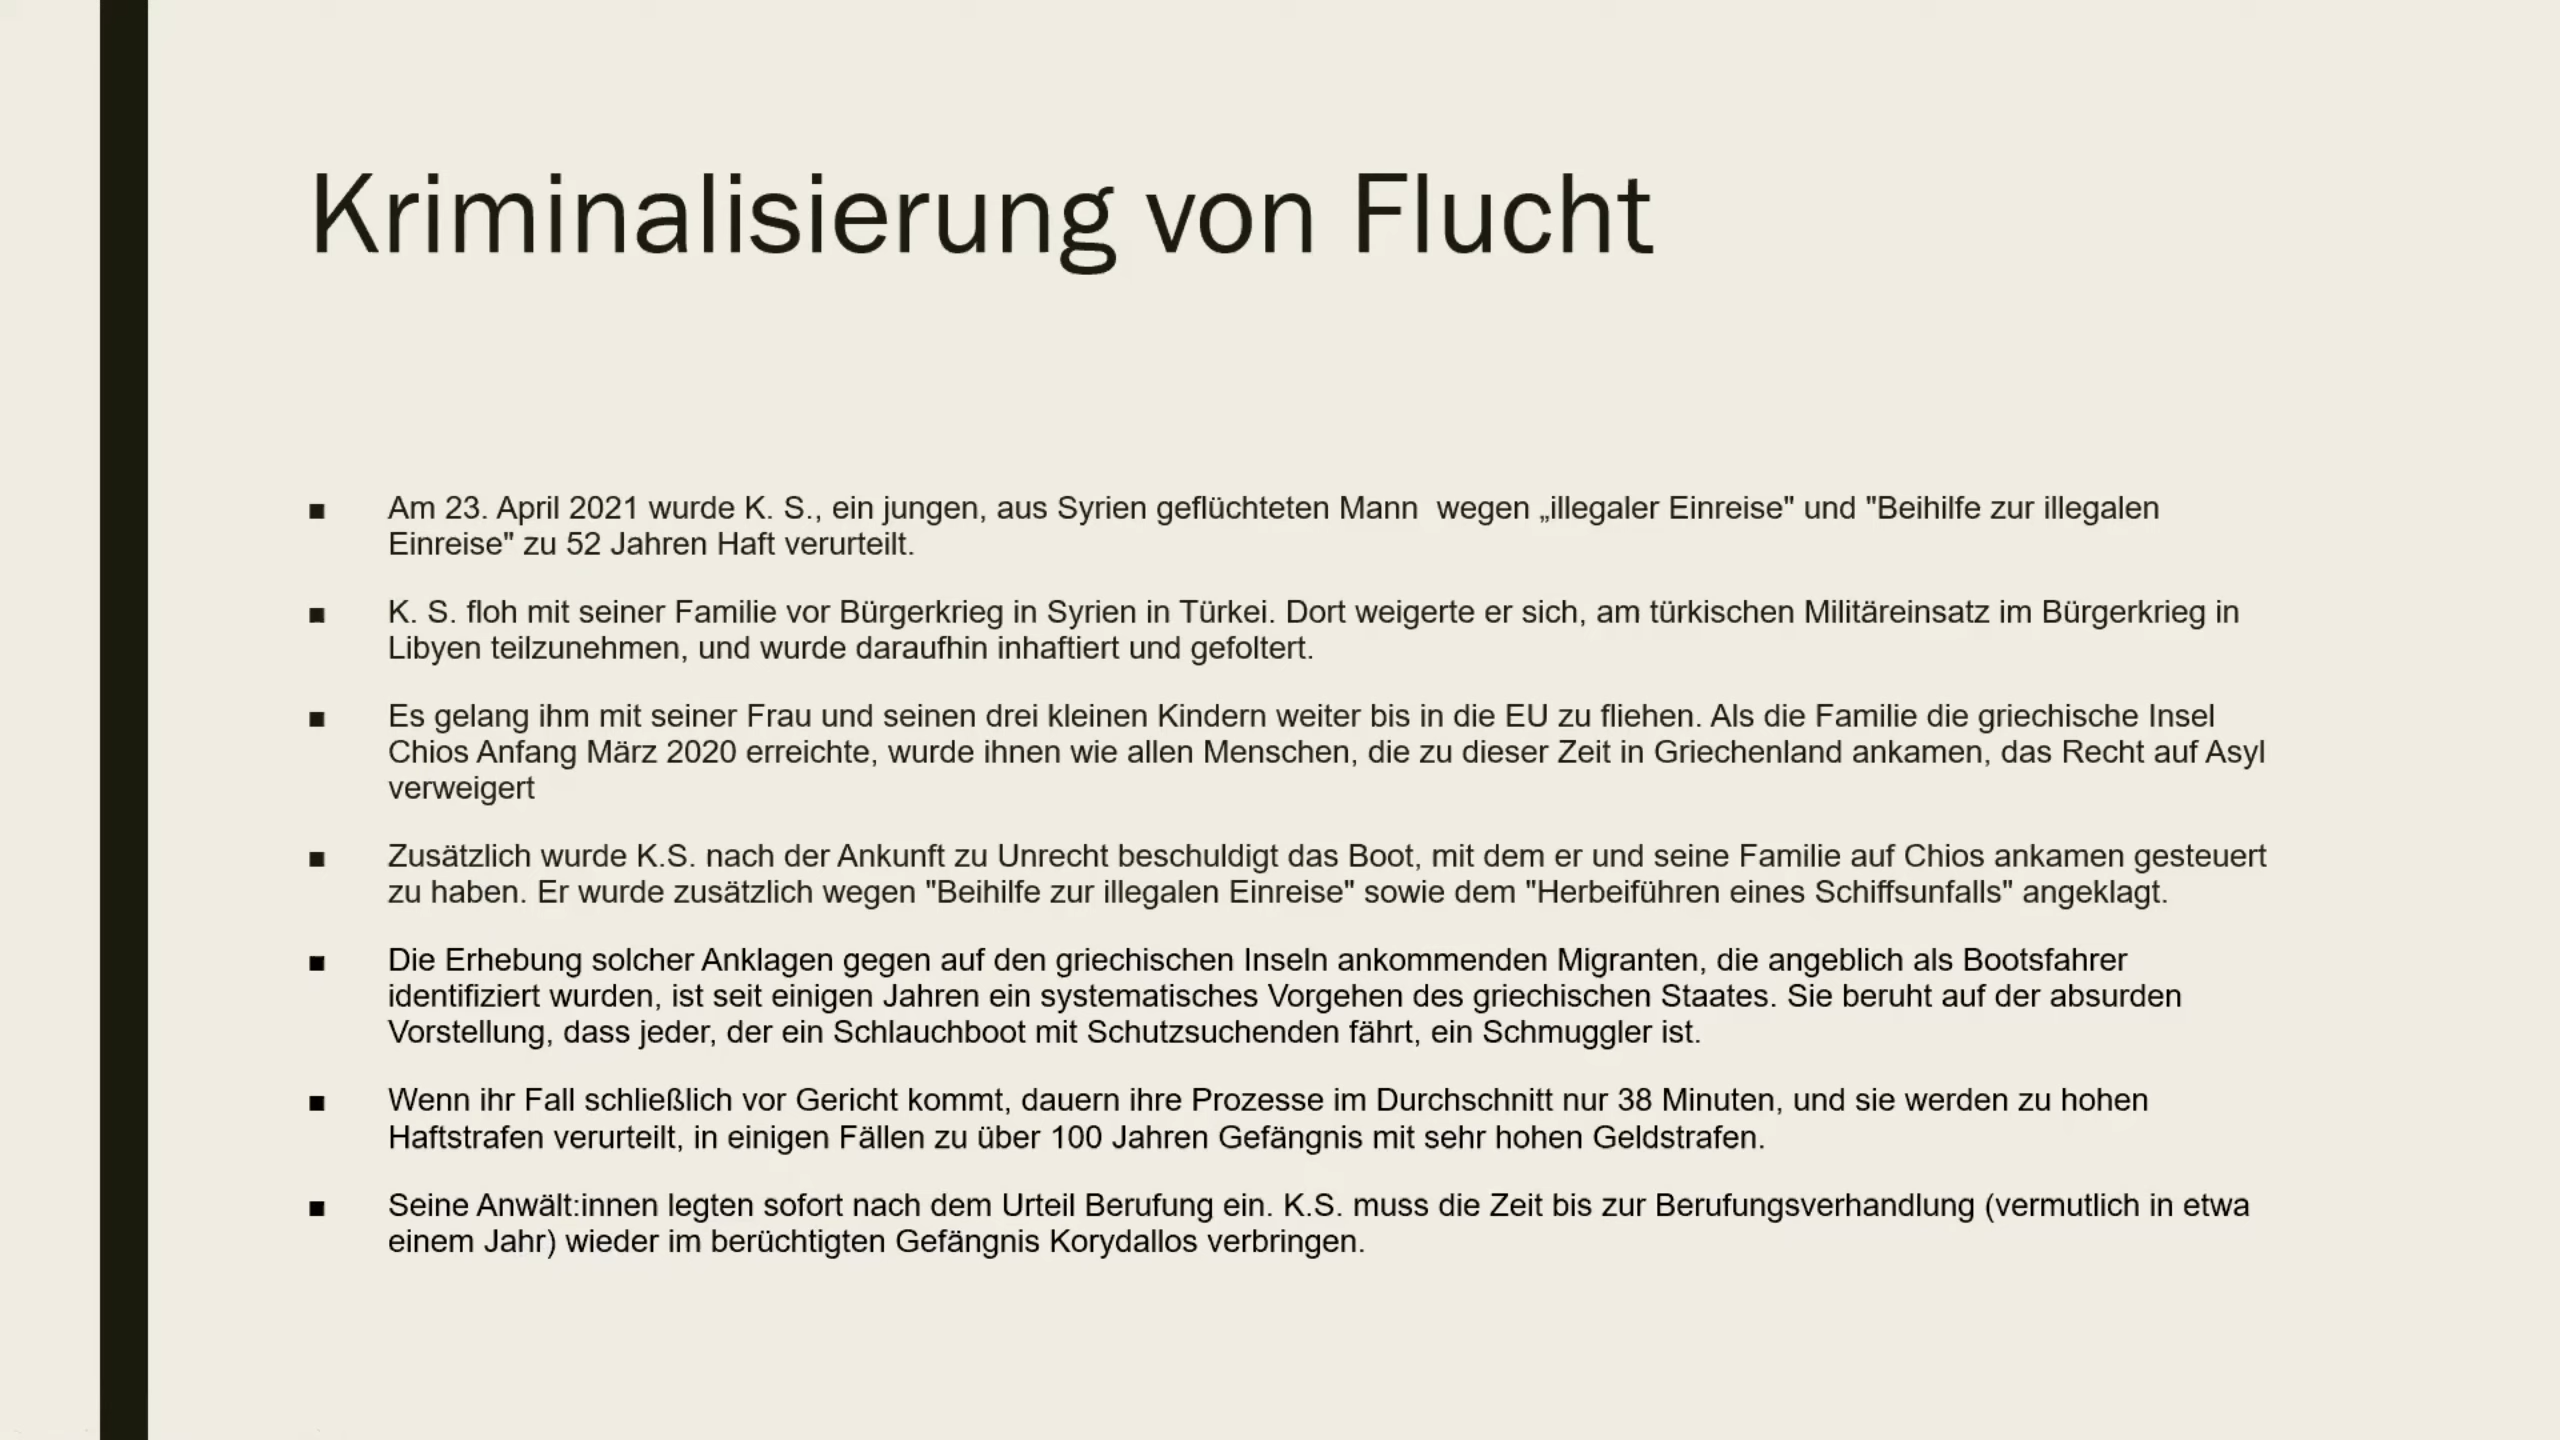 Kriminalisierung von Flucht
■ Am 23. April 2021 wurde K. S., ein jungen, aus Syrien geflüchteten Mann  wegen „illegaler Einreise" und "Beihilfe zur illegalen
Einreise" zu 52 Jahren Haft verurteilt.
■ K. S. floh mit seiner Familie vor Bürgerkrieg in Syrien in Türkei. Dort weigerte er sich, am türkischen Militäreinsatz im Bürgerkrieg in
Libyen teilzunehmen, und wurde daraufhin inhaftiert und gefoltert.
■ Es gelang ihm mit seiner Frau und seinen drei kleinen Kindern weiter bis in die EU zu fliehen. Als die Familie die griechische Insel
Chios Anfang März 2020 erreichte, wurde ihnen wie allen Menschen, die zu dieser Zeit in Griechenland ankamen, das Recht auf Asyl
verweigert
■ Zusätzlich wurde K.S. nach der Ankunft zu Unrecht beschuldigt das Boot, mit dem er und seine Familie auf Chios ankamen gesteuert
zu haben. Er wurde zusätzlich wegen "Beihilfe zur illegalen Einreise" sowie dem "Herbeiführen eines Schiffsunfalls" angeklagt.
■ Die Erhebung solcher Anklagen gegen auf den griechischen Inseln ankommenden Migranten, die angeblich als Bootsfahrer
identifiziert wurden, ist seit einigen Jahren ein systematisches Vorgehen des griechischen Staates. Sie beruht auf der absurden
Vorstellung, dass jeder, der ein Schlauchboot mit Schutzsuchenden fährt, ein Schmuggler ist.
■ Wenn ihr Fall schließlich vor Gericht kommt, dauern ihre Prozesse im Durchschnitt nur 38 Minuten, und sie werden zu hohen
Haftstrafen verurteilt, in einigen Fällen zu über 100 Jahren Gefängnis mit sehr hohen Geldstrafen.
■ Seine Anwält:innen legten sofort nach dem Urteil Berufung ein. K.S. muss die Zeit bis zur Berufungsverhandlung (vermutlich in etwa
einem Jahr) wieder im berüchtigten Gefängnis Korydallos verbringen.